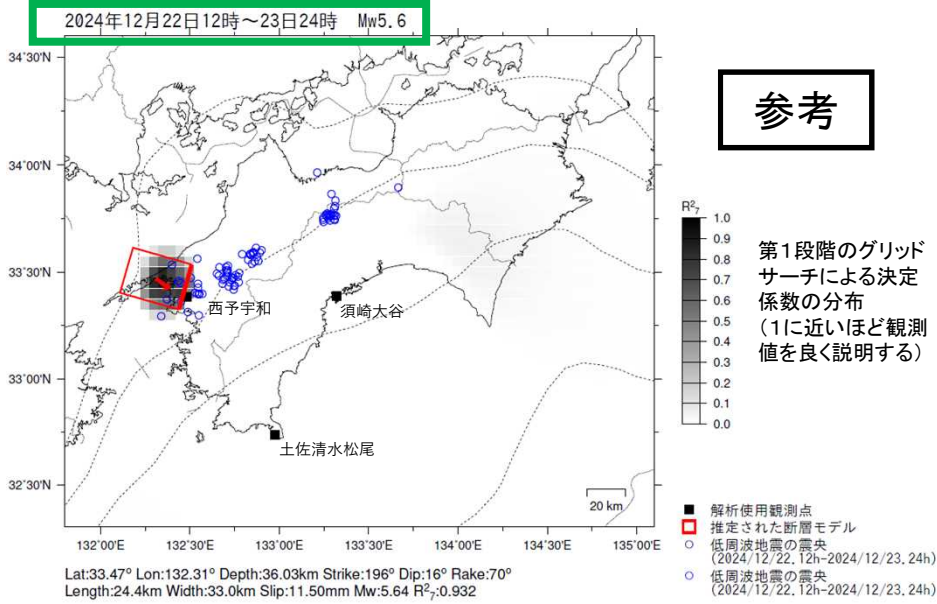 2024年12月22日12時～23日24時 Mw5.6
参考
34˚30'N
34˚00'N
33˚30'N
33˚00'N
32˚30'N
132˚00'E 132˚30'E 133˚00'E 133˚30'E 134˚00'E 134˚30'E 135˚00'E
西予宇和
須崎大谷
土佐清水松尾
20 km
R²₇
1.0
0.9
0.8
0.7
0.6
0.5
0.4
0.3
0.2
0.1
0.0
第１段階のグリッド
サーチによる決定
係数の分布
（１に近いほど観測
値を良く説明する）
解析使用観測点
推定された断層モデル
低周波地震の震央
(2024/12/22.12h-2024/12/23.24h)
低周波地震の震央
(2024/12/22.12h-2024/12/23.24h)
Lat:33.47° Lon:132.31° Depth:36.03km Strike:196° Dip:16° Rake:70°
Length:24.4km Width:33.0km Slip:11.50mm Mw:5.64 R²₇:0.932